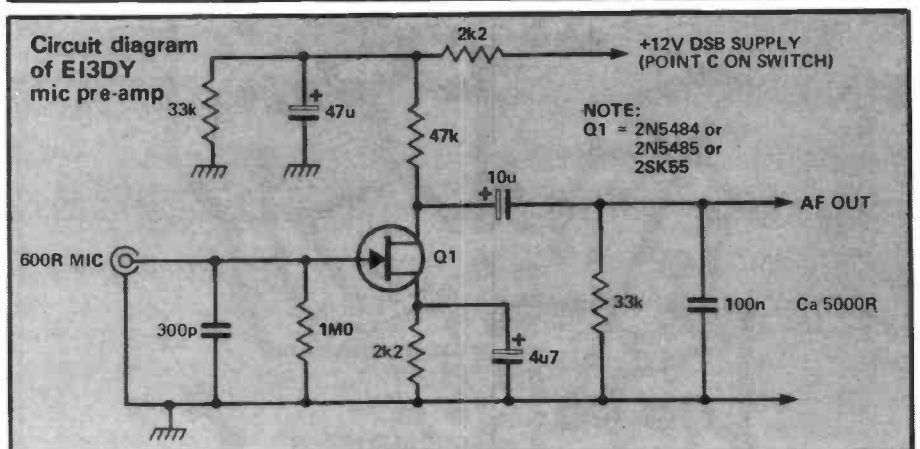 Circuit diagram
of EI3DY
mic pre-amp
2k2
+12V DSB SUPPLY
(POINT C ON SWITCH)
33k
+
47u
47k
NOTE:
Q1 = 2N5484 or
2N5485 or
2SK55
10u
+
AF OUT
600R MIC
Q1
300p
1M0
2k2
+
4u7
33k
100n
Ca 5000R